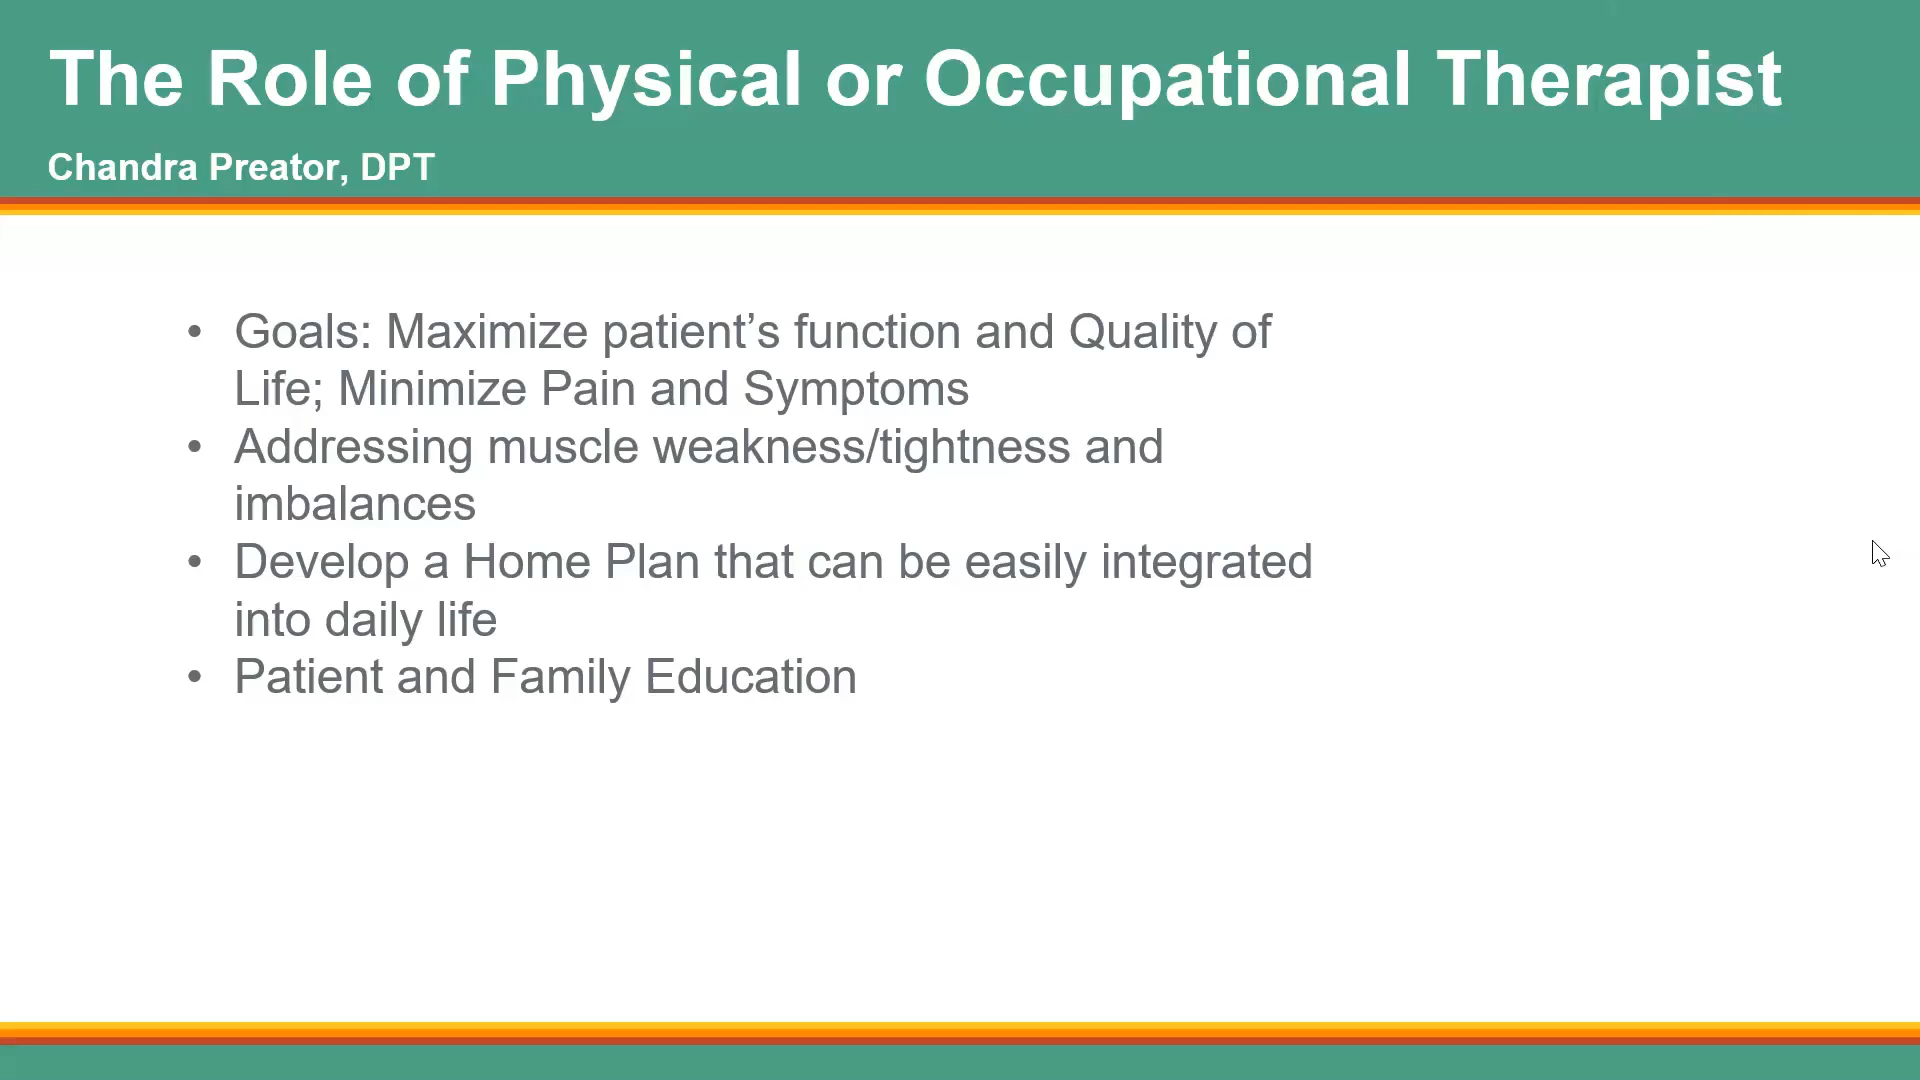 The Role of Physical or Occupational Therapist
Chandra Preator, DPT
• Goals: Maximize patient’s function and Quality of
Life; Minimize Pain and Symptoms
• Addressing muscle weakness/tightness and
imbalances
• Develop a Home Plan that can be easily integrated
into daily life
• Patient and Family Education